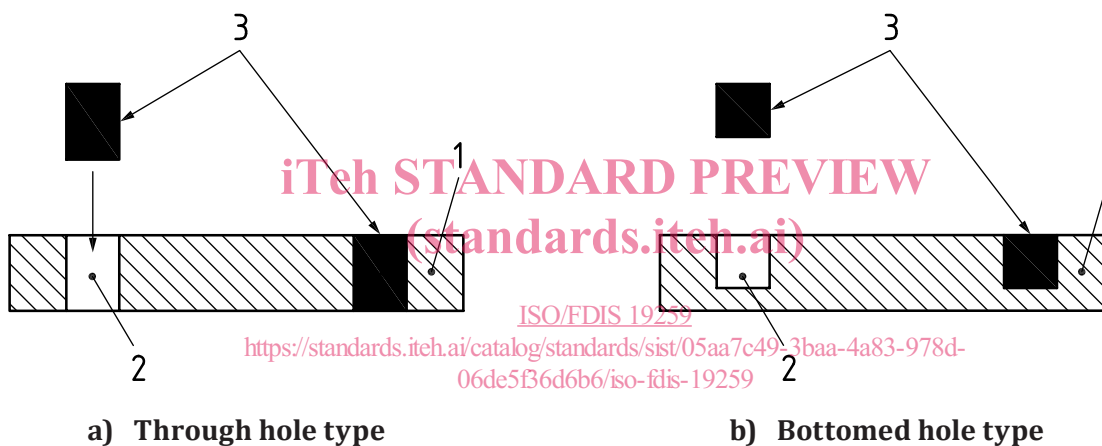 3
3
1
iTeh STANDARD PREVIEW
(standards.iteh.ai)
ISO/FDIS 19259
https://standards.iteh.ai/catalog/standards/sist/05aa7c49-3baa-4a83-978d-
06de5f36d6b6/iso-fdis-19259
2
2
a) Through hole type
b) Bottomed hole type